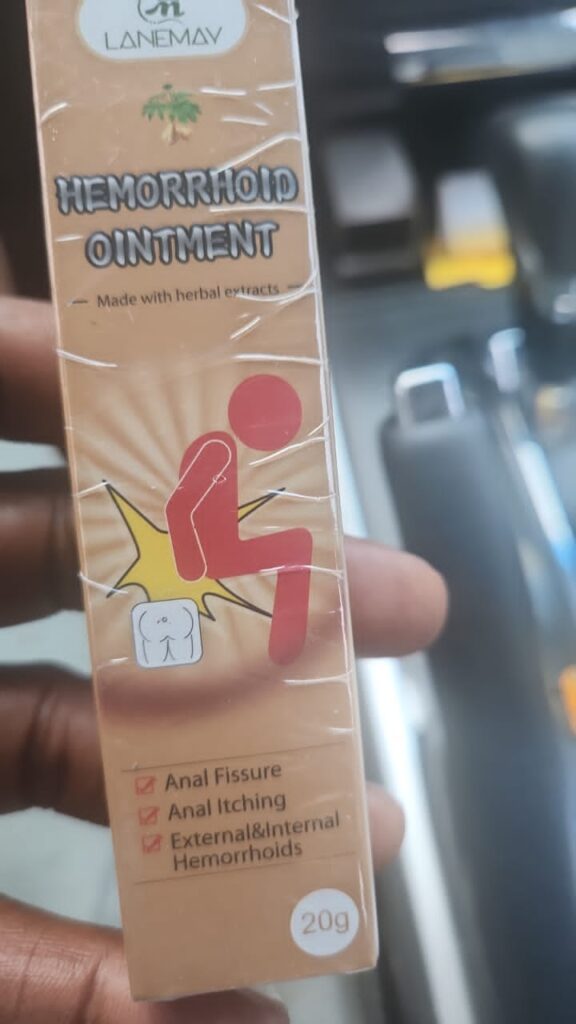 LANEMAY
HEMORRHOID
OINTMENT
Made with herbal extracts
Anal Fissure
Anal Itching
External&Internal
Hemorrhoids
20g